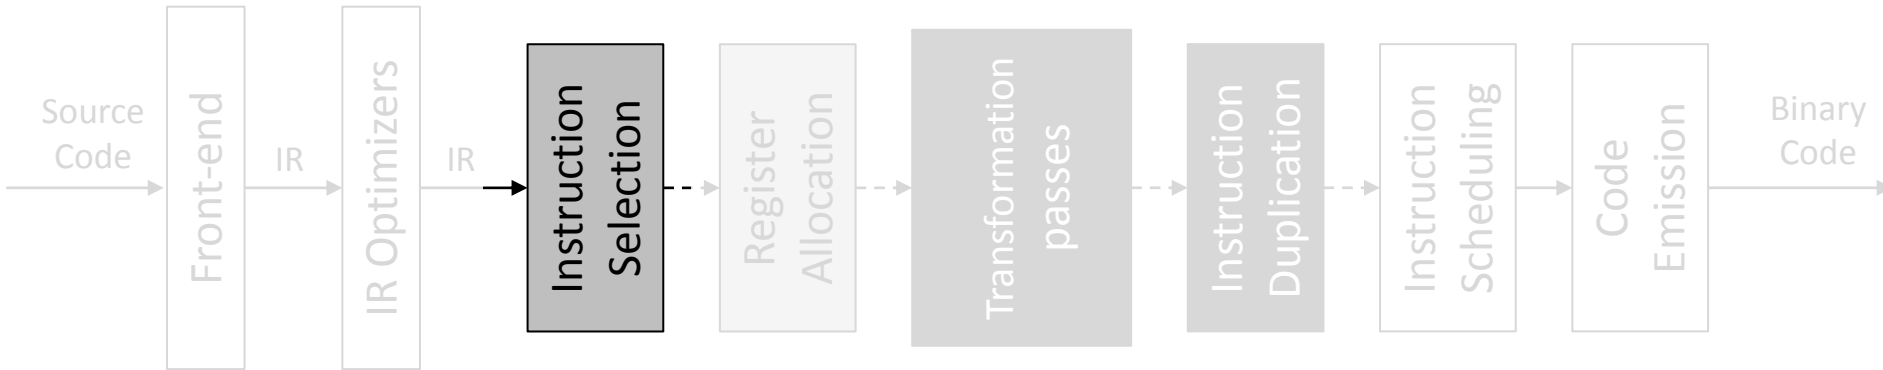 Source
Code
Front-end
IR
IR Optimizers
IR
Instruction
Selection
Register
Allocation
Transformation
passes
Instruction
Duplication
Instruction
Scheduling
Code
Emission
Binary
Code